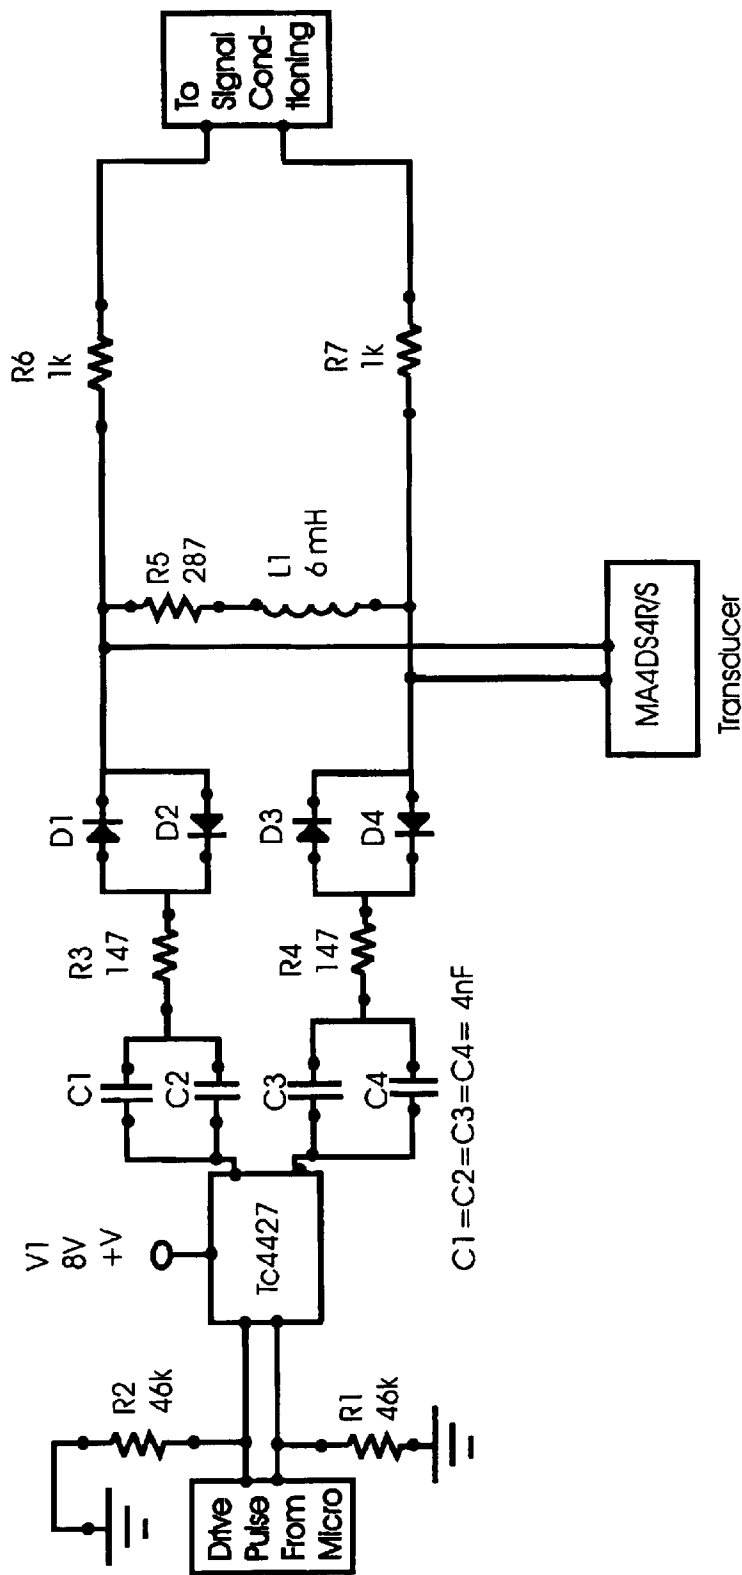 Drive
Pulse
From
Micro
R2
46k
R1
46k
V1
8V
+V
Tc4427
C1
C2
C3
C4
C1=C2=C3=C4= 4nF
R3
147
R4
147
D1
D2
D3
D4
R5
287
L1
6 mH
MA4DS4R/S
Transducer
R6
1k
R7
1k
To
Signal
Cond-
itioning